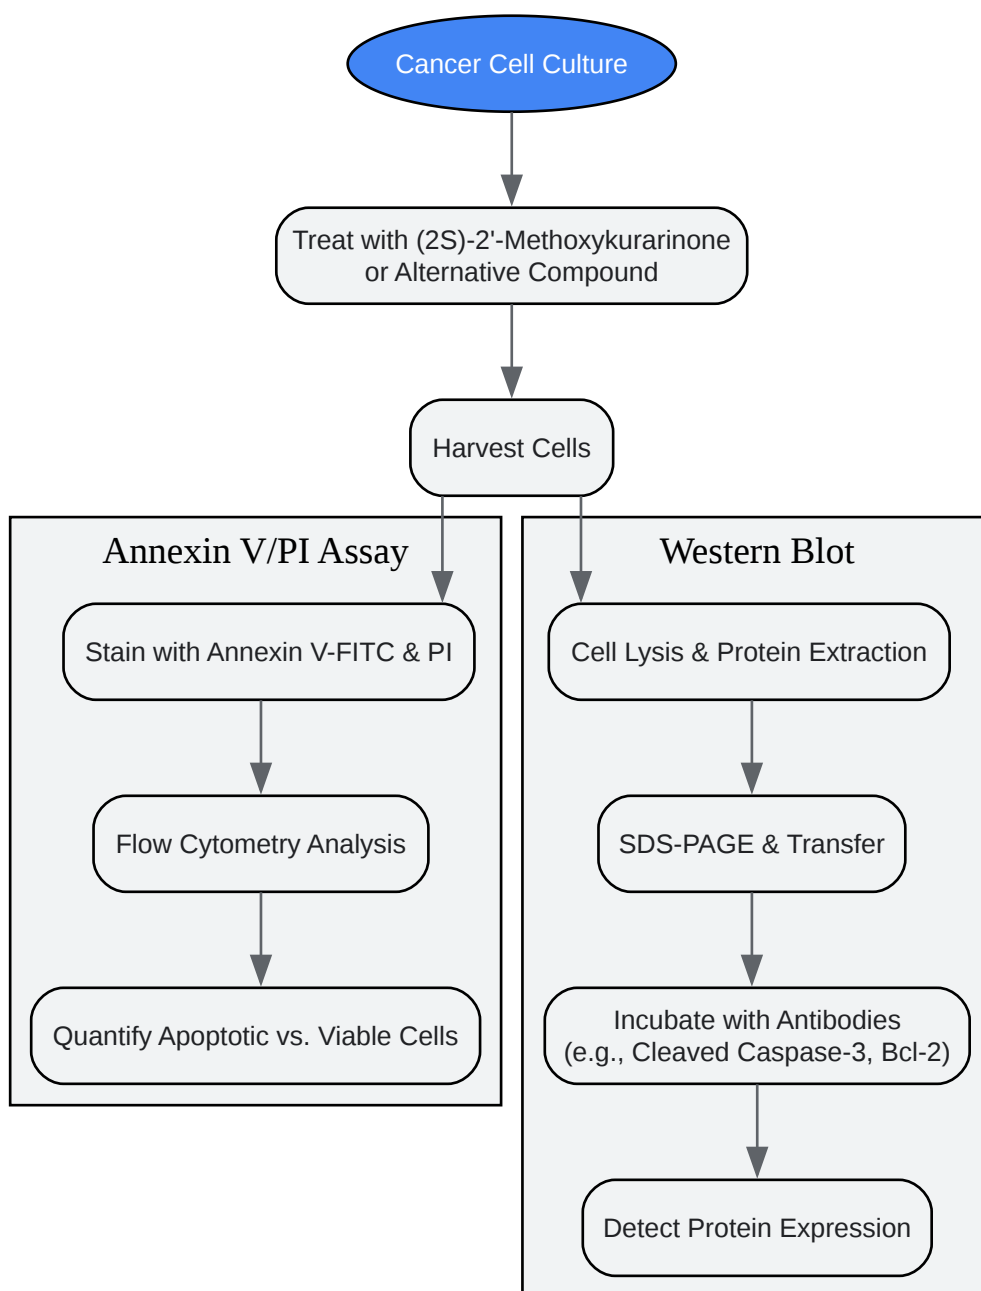 Cancer Cell Culture
Treat with (2S)-2'-Methoxykurarinone
or Alternative Compound
Harvest Cells
Annexin V/PI Assay
Stain with Annexin V-FITC & PI
Flow Cytometry Analysis
Quantify Apoptotic vs. Viable Cells
Western Blot
Cell Lysis & Protein Extraction
SDS-PAGE & Transfer
Incubate with Antibodies
(e.g., Cleaved Caspase-3, Bcl-2)
Detect Protein Expression